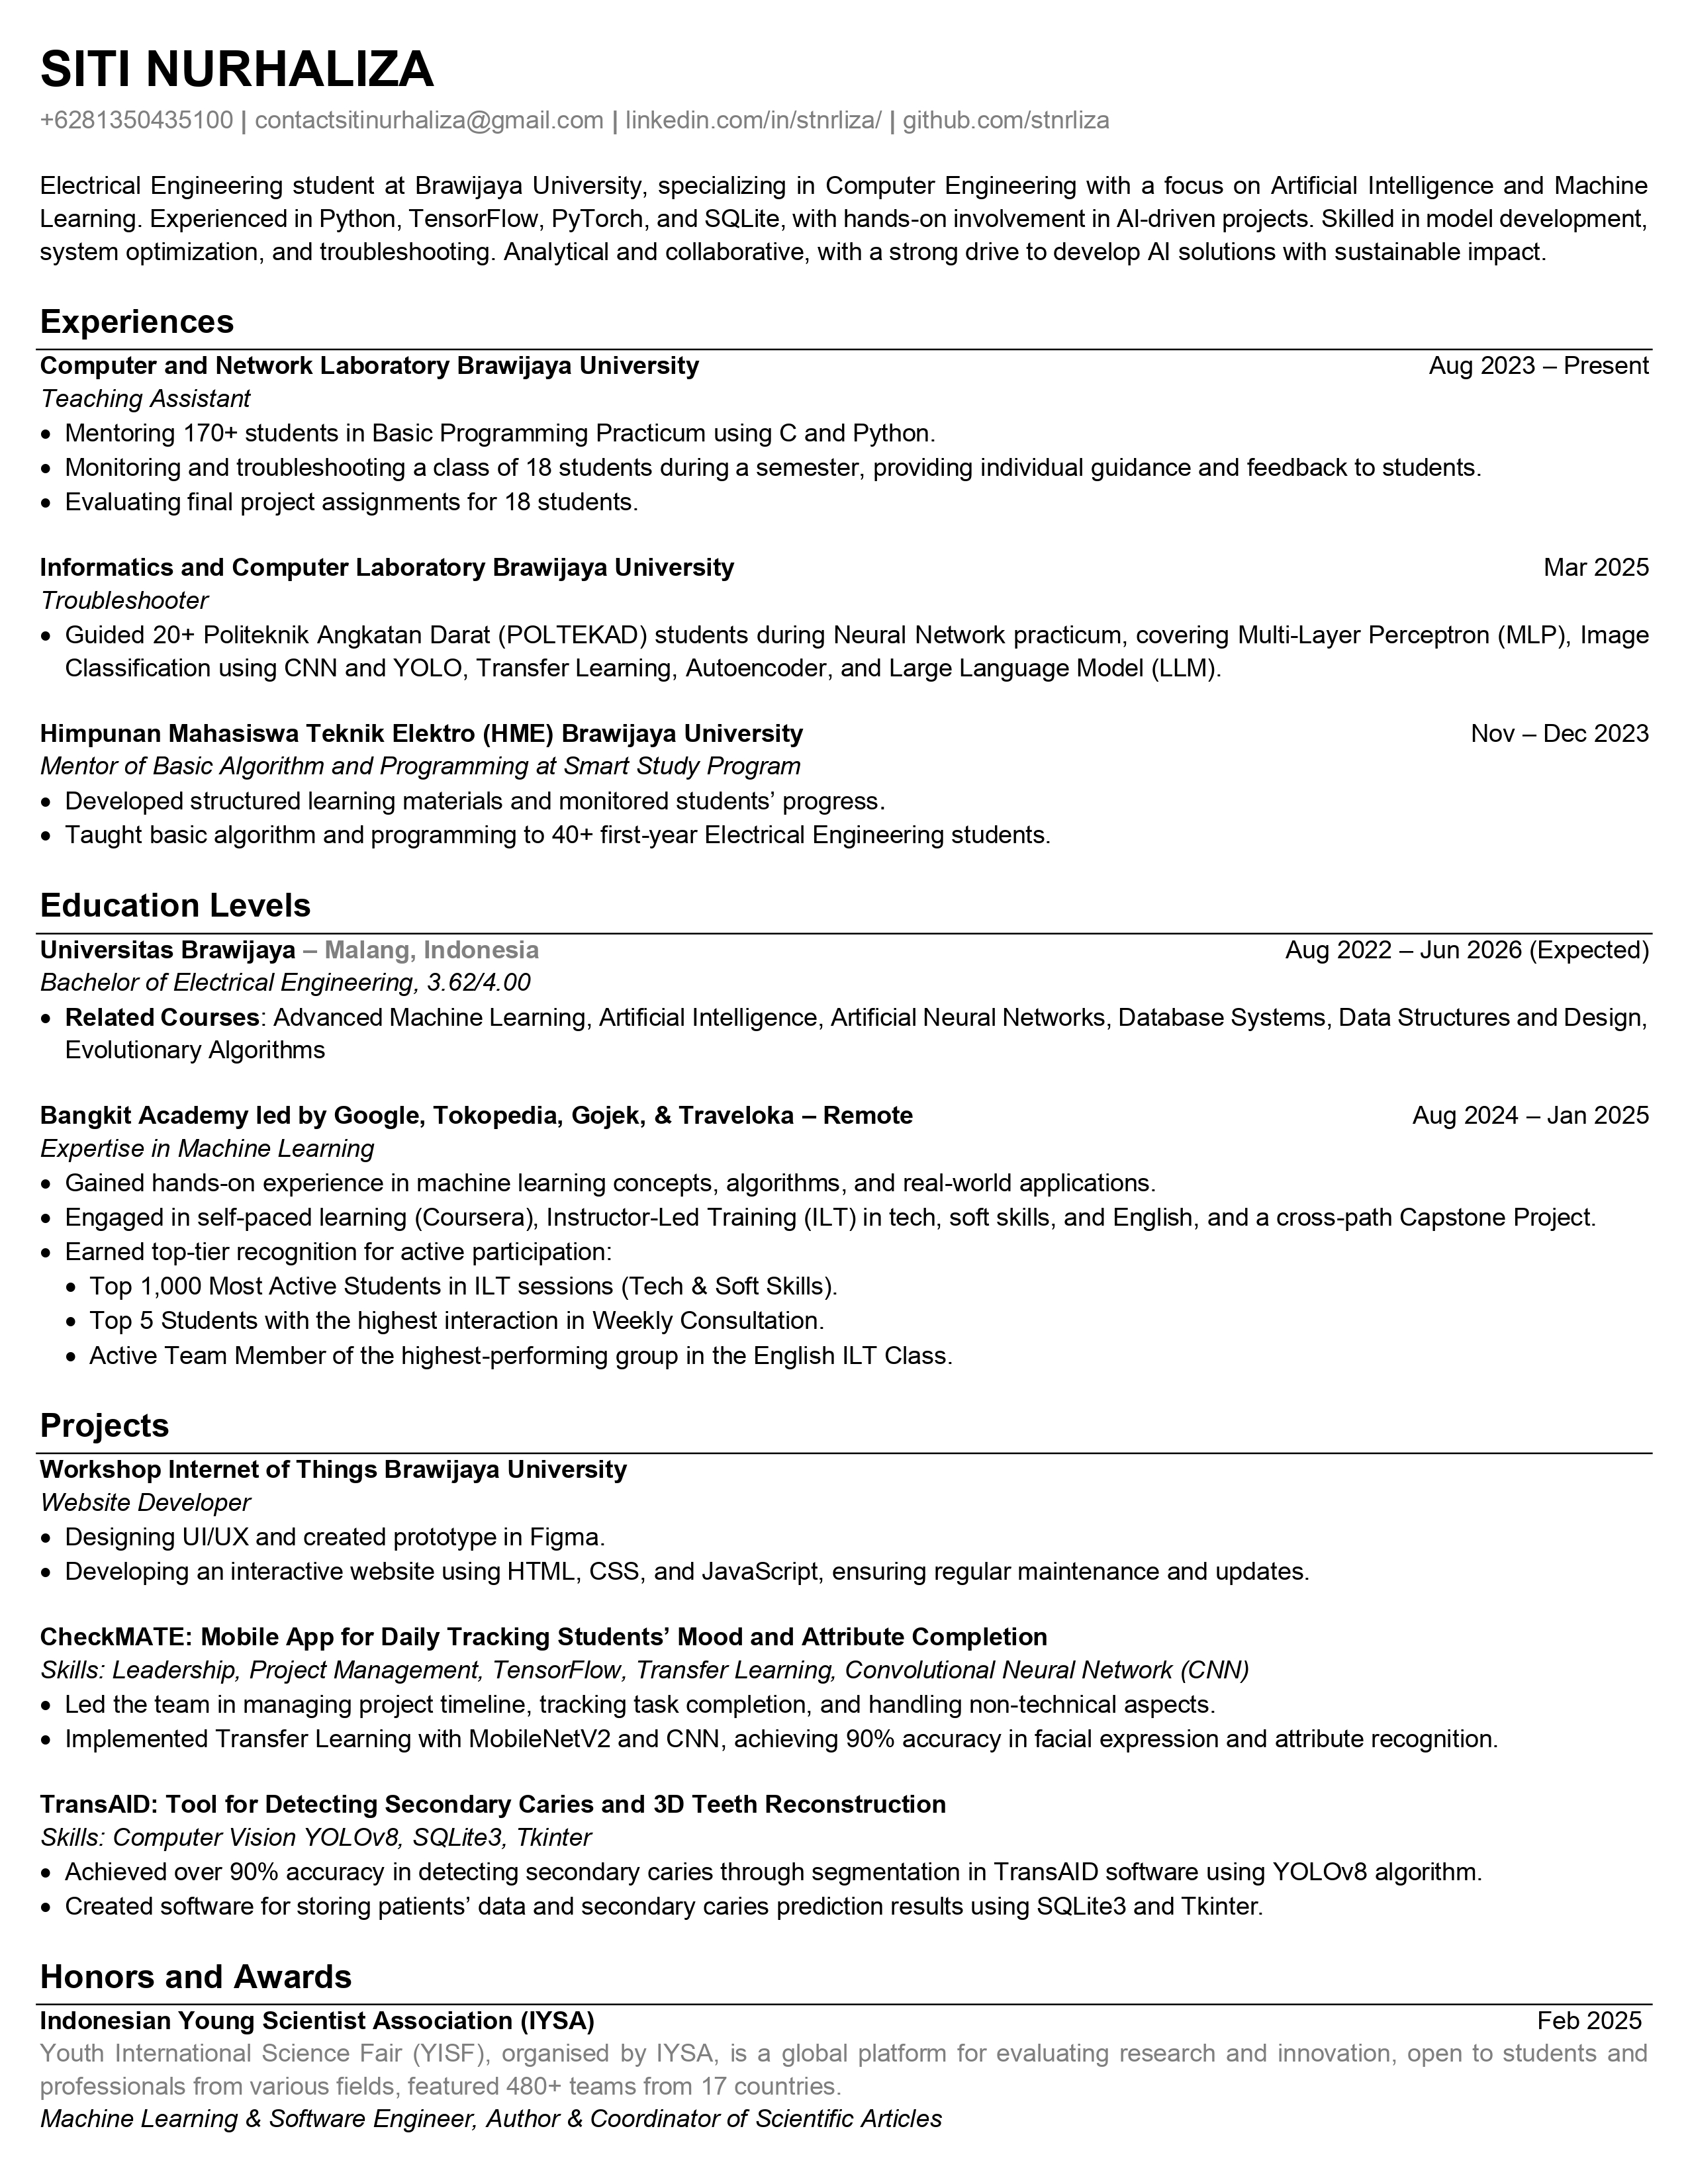 SITI NURHALIZA
+6281350435100 | contactsitinurhaliza@gmail.com | linkedin.com/in/stnrliza/ | github.com/stnrliza
Electrical Engineering student at Brawijaya University, specializing in Computer Engineering with a focus on Artificial Intelligence and Machine
Learning. Experienced in Python, TensorFlow, PyTorch, and SQLite, with hands-on involvement in AI-driven projects. Skilled in model development,
system optimization, and troubleshooting. Analytical and collaborative, with a strong drive to develop AI solutions with sustainable impact.
Experiences
Computer and Network Laboratory Brawijaya University Aug 2023 – Present
Teaching Assistant
• Mentoring 170+ students in Basic Programming Practicum using C and Python.
• Monitoring and troubleshooting a class of 18 students during a semester, providing individual guidance and feedback to students.
• Evaluating final project assignments for 18 students.
Informatics and Computer Laboratory Brawijaya University Mar 2025
Troubleshooter
• Guided 20+ Politeknik Angkatan Darat (POLTEKAD) students during Neural Network practicum, covering Multi-Layer Perceptron (MLP), Image
Classification using CNN and YOLO, Transfer Learning, Autoencoder, and Large Language Model (LLM).
Himpunan Mahasiswa Teknik Elektro (HME) Brawijaya University Nov – Dec 2023
Mentor of Basic Algorithm and Programming at Smart Study Program
• Developed structured learning materials and monitored students’ progress.
• Taught basic algorithm and programming to 40+ first-year Electrical Engineering students.
Education Levels
Universitas Brawijaya – Malang, Indonesia Aug 2022 – Jun 2026 (Expected)
Bachelor of Electrical Engineering, 3.62/4.00
• Related Courses: Advanced Machine Learning, Artificial Intelligence, Artificial Neural Networks, Database Systems, Data Structures and Design,
Evolutionary Algorithms
Bangkit Academy led by Google, Tokopedia, Gojek, & Traveloka – Remote Aug 2024 – Jan 2025
Expertise in Machine Learning
• Gained hands-on experience in machine learning concepts, algorithms, and real-world applications.
• Engaged in self-paced learning (Coursera), Instructor-Led Training (ILT) in tech, soft skills, and English, and a cross-path Capstone Project.
• Earned top-tier recognition for active participation:
• Top 1,000 Most Active Students in ILT sessions (Tech & Soft Skills).
• Top 5 Students with the highest interaction in Weekly Consultation.
• Active Team Member of the highest-performing group in the English ILT Class.
Projects
Workshop Internet of Things Brawijaya University
Website Developer
• Designing UI/UX and created prototype in Figma.
• Developing an interactive website using HTML, CSS, and JavaScript, ensuring regular maintenance and updates.
CheckMATE: Mobile App for Daily Tracking Students’ Mood and Attribute Completion
Skills: Leadership, Project Management, TensorFlow, Transfer Learning, Convolutional Neural Network (CNN)
• Led the team in managing project timeline, tracking task completion, and handling non-technical aspects.
• Implemented Transfer Learning with MobileNetV2 and CNN, achieving 90% accuracy in facial expression and attribute recognition.
TransAID: Tool for Detecting Secondary Caries and 3D Teeth Reconstruction
Skills: Computer Vision YOLOv8, SQLite3, Tkinter
• Achieved over 90% accuracy in detecting secondary caries through segmentation in TransAID software using YOLOv8 algorithm.
• Created software for storing patients’ data and secondary caries prediction results using SQLite3 and Tkinter.
Honors and Awards
Indonesian Young Scientist Association (IYSA) Feb 2025
Youth International Science Fair (YISF), organised by IYSA, is a global platform for evaluating research and innovation, open to students and
professionals from various fields, featured 480+ teams from 17 countries.
Machine Learning & Software Engineer, Author & Coordinator of Scientific Articles